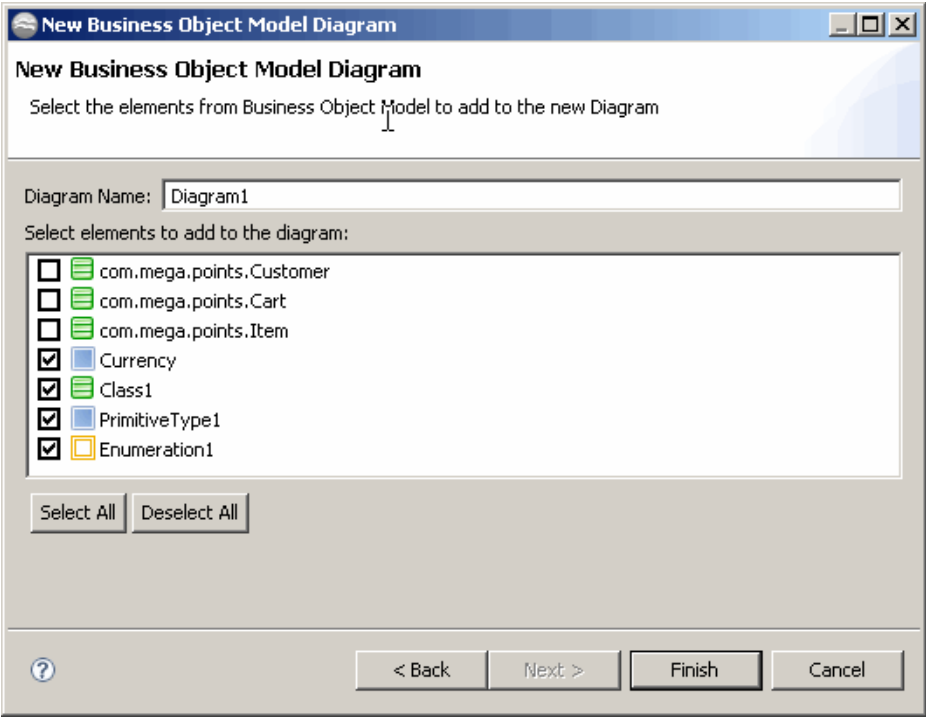 New Business Object Model Diagram
New Business Object Model Diagram
Select the elements from Business Object Model to add to the new Diagram
Diagram Name: Diagram1
Select elements to add to the diagram:
com.mega.points.Customer
com.mega.points.Cart
com.mega.points.Item
Currency
Class1
PrimitiveType1
Enumeration1
Select All Deselect All
? < Back Next > Finish Cancel